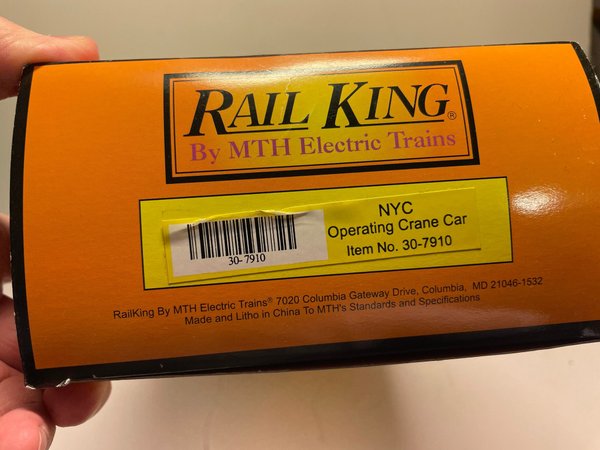 RAIL KING®
By MTH Electric Trains
NYC
Operating Crane Car
Item No. 30-7910
30-7910
RailKing By MTH Electric Trains® 7020 Columbia Gateway Drive, Columbia, MD 21046-1532
Made and Litho in China To MTH's Standards and Specifications